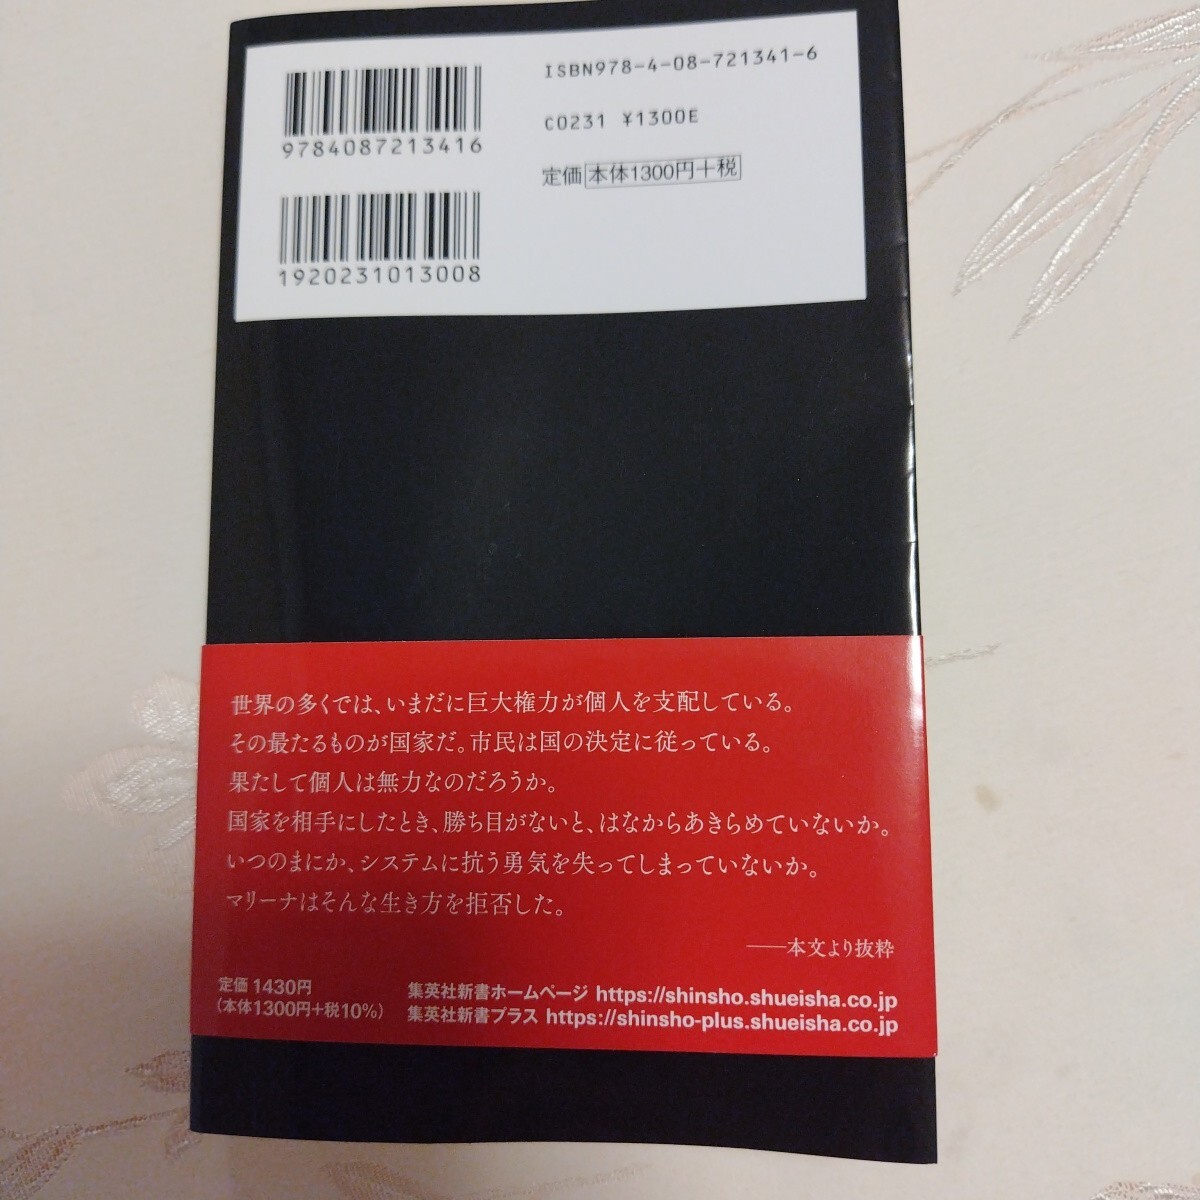 ISBN978-4-08-721341-6
9784087213416
C0231 ¥1300E
定価 本体1300円+税
1920231013008
世界の多くでは、いまだに巨大権力が個人を支配している。
その最たるものが国家だ。市民は国の決定に従っている。
果たして個人は無力なのだろうか。
国家を相手にしたとき、勝ち目がないと、はなからあきらめていないか。
いつのまにか、システムに抗う勇気を失ってしまっていないか。
マリーナはそんな生き方を拒否した。
――本文より抜粋
定価 1430円
(本体1300円+税10%)
集英社新書ホームページ https://shinsho.shueisha.co.jp
集英社新書プラス https://shinsho-plus.shueisha.co.jp